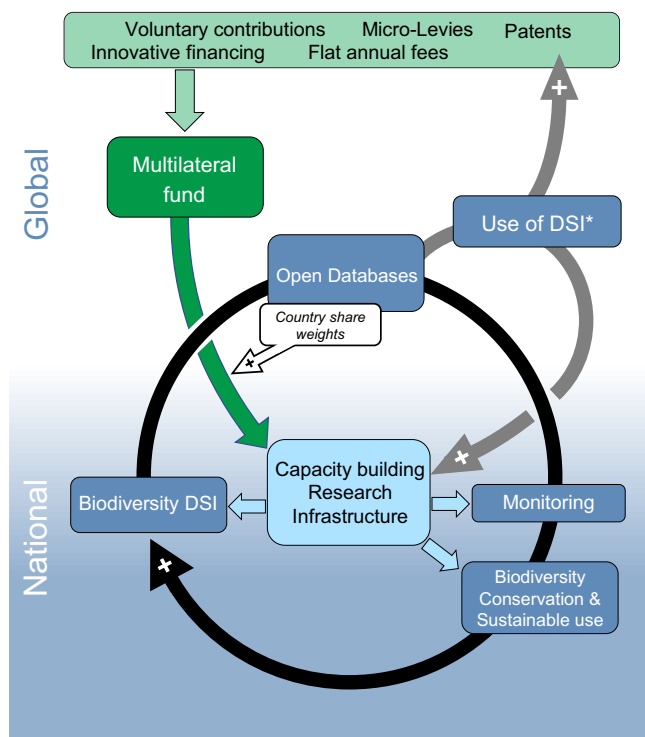 Voluntary contributions Micro-Levies Patents
Innovative financing Flat annual fees
Global
Multilateral
fund
Use of DSI*
Open Databases
Country share
weights
National
Capacity building
Research
Infrastructure
Biodiversity DSI
Monitoring
Biodiversity
Conservation &
Sustainable use
+
+
+
+